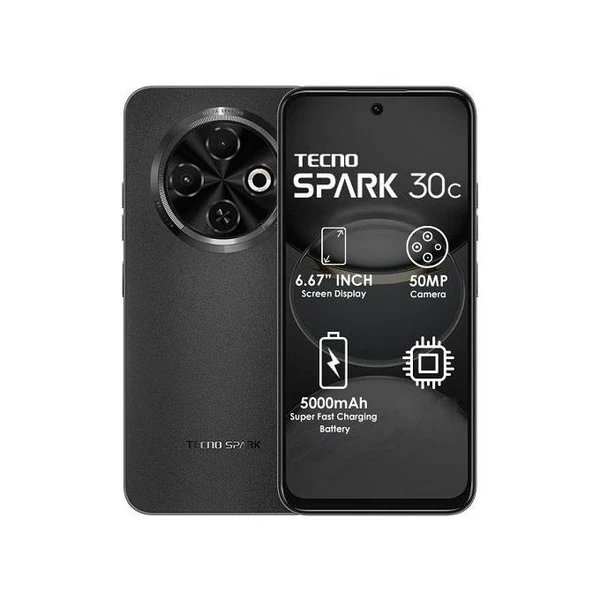 TECNO
SPARK 30c
6.67" INCH
Screen Display
50MP
Camera
5000mAh
Super Fast Charging
Battery
TECNO SPARK